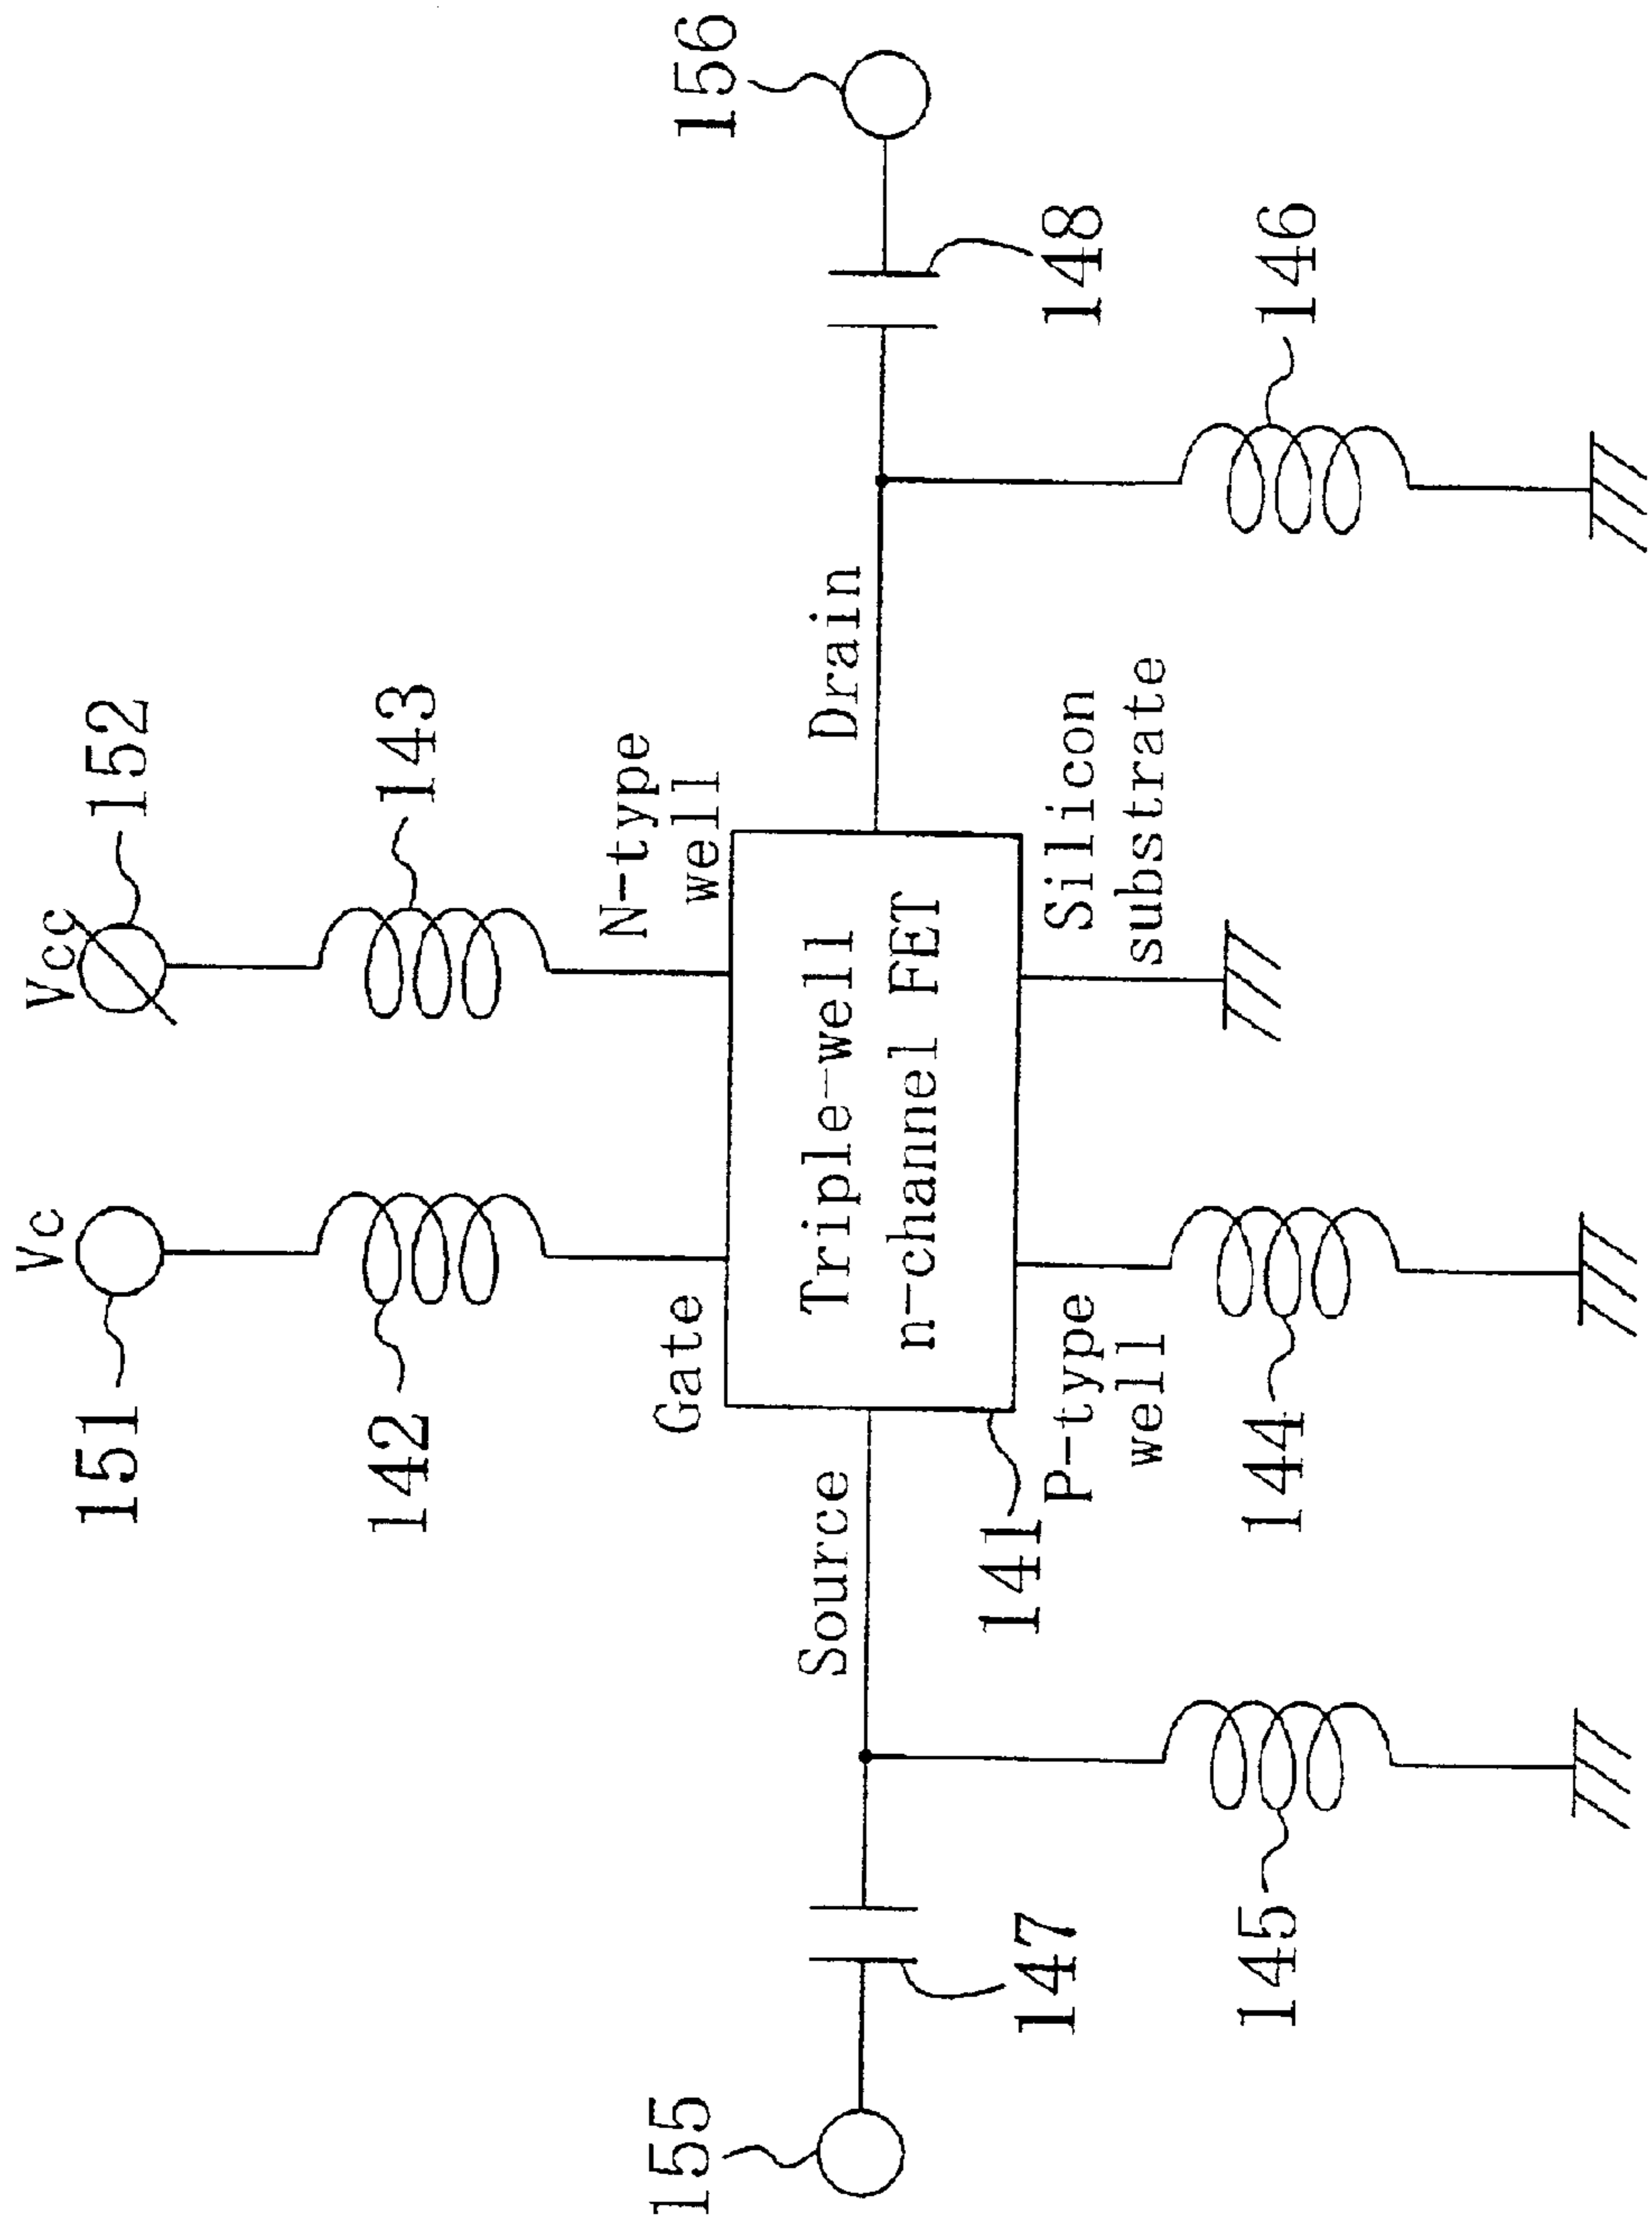 Vc
Vcc
151
152
142
143
Gate
N-type
well
Source
Drain
Triple-well
n-channel FET
155
156
141
147
148
P-type
well
Silicon
substrate
145
144
146